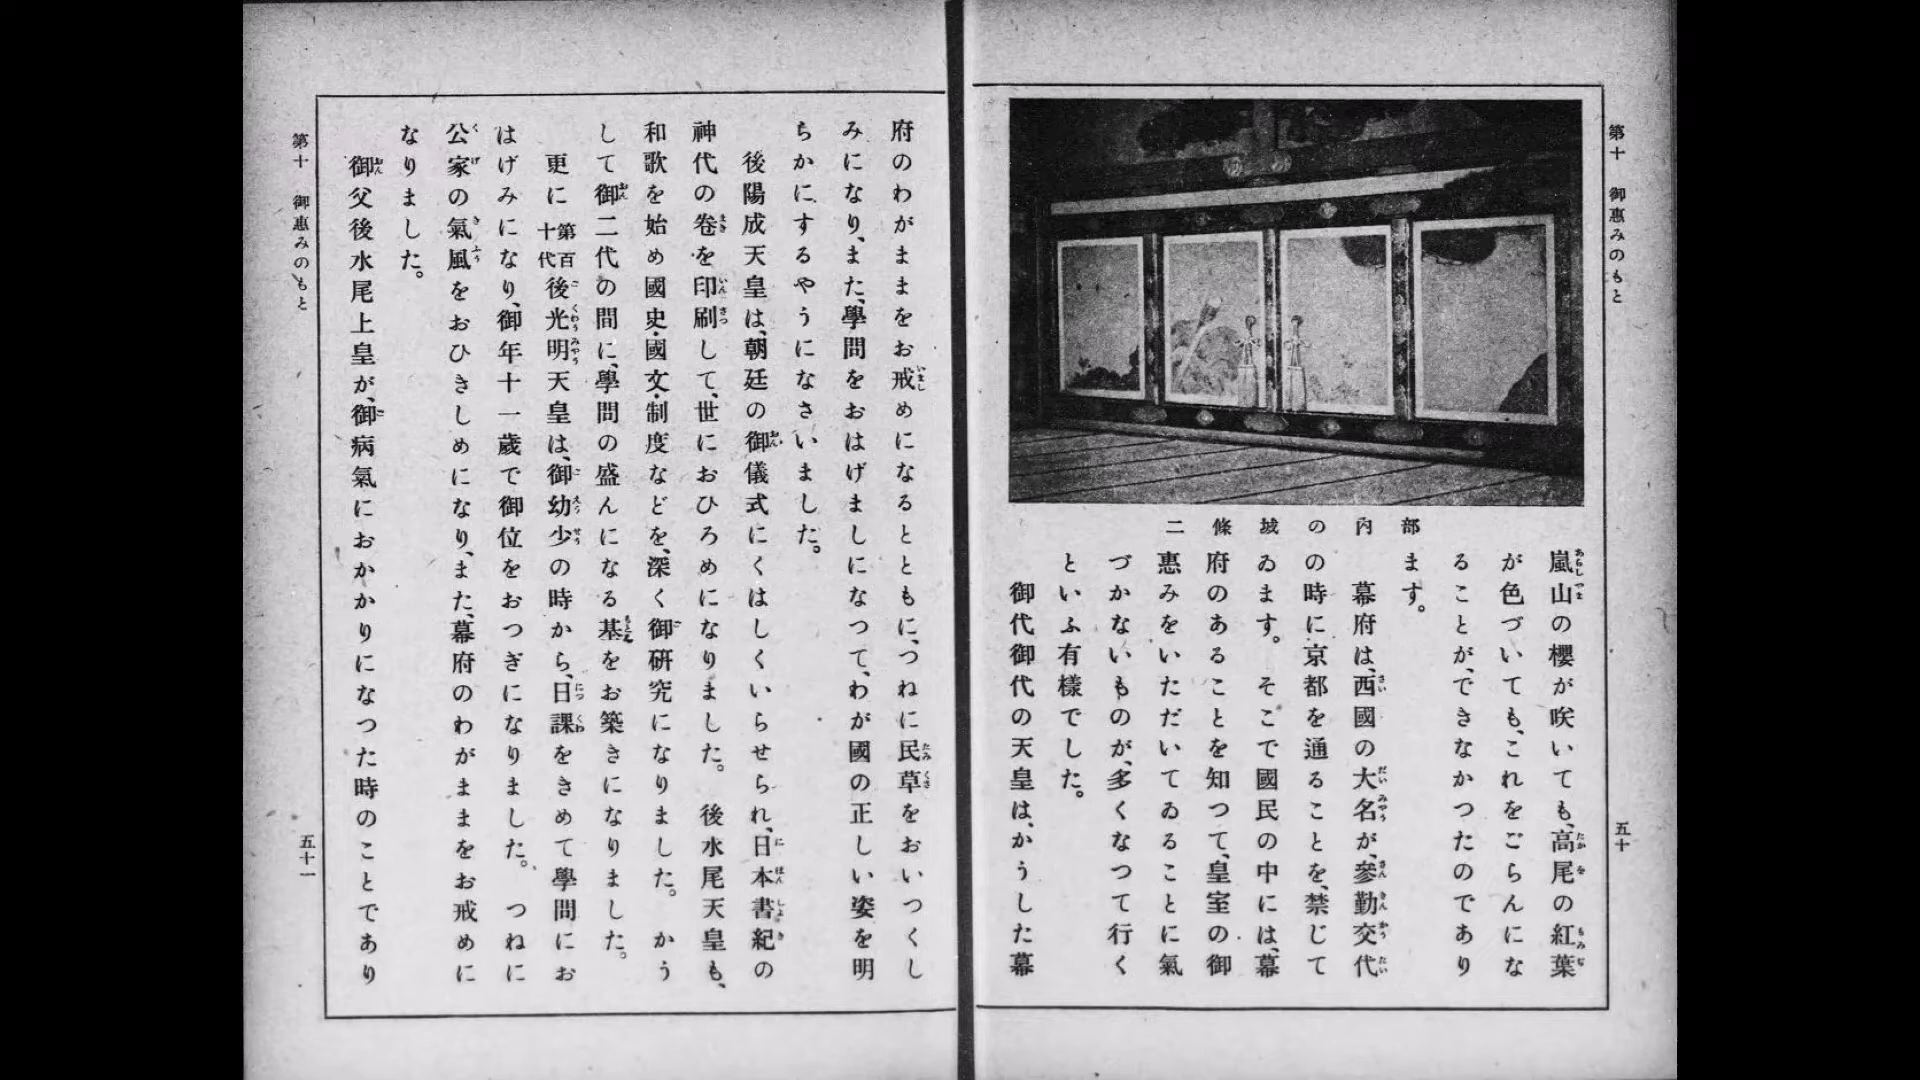 第十 御惠みのもと
五十
二條城の內部
嵐山の櫻が咲いても、高尾の紅葉
が色づいても、これをごらんにな
ることが、できなかつたのであり
ます。
幕府は、西國の大名が、參勤交代
の時に京都を通ることを、禁じて
ゐます。そこで國民の中には、幕
府のあることを知つて、皇室の御
惠みをいただいてゐることに氣
づかないものが、多くなつて行く
といふ有樣でした。
御代御代の天皇は、かうした幕
府のわがままをお戒めになるとともに、つねに民草をおいつくし
みになり、また、學問をおはげましになつて、わが國の正しい姿を明
ちかにするやうになさいました。
後陽成天皇は、朝廷の御儀式にくはしくいらせられ、日本書紀の
神代の卷を印刷して、世におひろめになりました。後水尾天皇も、
和歌を始め國史・國文・制度などを、深く御研究になりました。かう
して御二代の間に、學問の盛んになる基をお築きになりました。
更に第百十代後光明天皇は、御幼少の時から、日課をきめて學問にお
はげみになり、御年十一歲で御位をおつぎになりました。つねに
公家の氣風をおひきしめになり、また、幕府のわがままをお戒めに
なりました。
御父後水尾上皇が、御病氣におかかりになつた時のことであり
第十 御惠みのもと
五十一